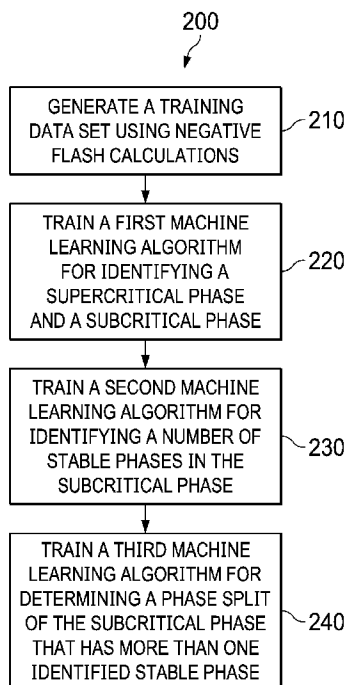 200
GENERATE A TRAINING
DATA SET USING NEGATIVE
FLASH CALCULATIONS
210
TRAIN A FIRST MACHINE
LEARNING ALGORITHM
FOR IDENTIFYING A
SUPERCRITICAL PHASE
AND A SUBCRITICAL PHASE
220
TRAIN A SECOND MACHINE
LEARNING ALGORITHM FOR
IDENTIFYING A NUMBER OF
STABLE PHASES IN THE
SUBCRITICAL PHASE
230
TRAIN A THIRD MACHINE
LEARNING ALGORITHM FOR
DETERMINING A PHASE SPLIT
OF THE SUBCRITICAL PHASE
THAT HAS MORE THAN ONE
IDENTIFIED STABLE PHASE
240